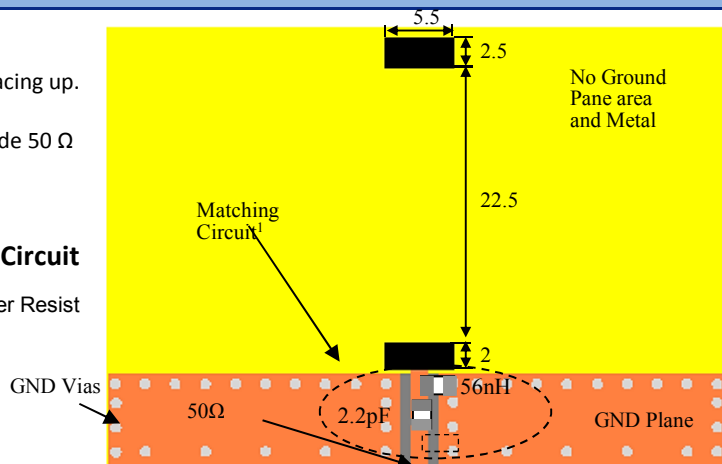 5.5
2.5
acing up.
No Ground
Pane area
and Metal
de 50 Ω
22.5
Matching
Circuit¹
Circuit
er Resist
2
GND Vias
56nH
50Ω
2.2pF
GND Plane